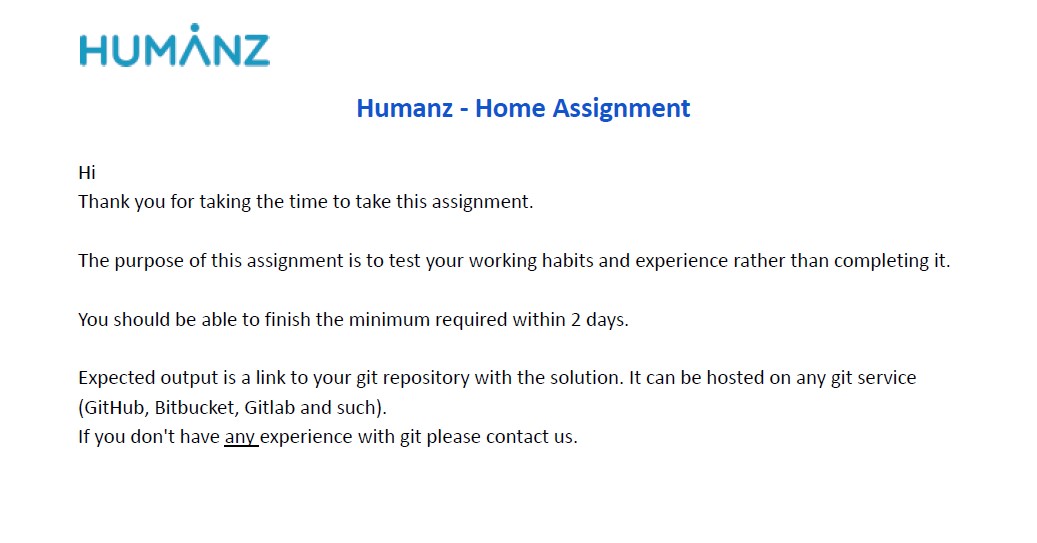 HUMANZ
Humanz - Home Assignment
Hi
Thank you for taking the time to take this assignment.
The purpose of this assignment is to test your working habits and experience rather than completing it.
You should be able to finish the minimum required within 2 days.
Expected output is a link to your git repository with the solution. It can be hosted on any git service
(GitHub, Bitbucket, Gitlab and such).
If you don't have any experience with git please contact us.